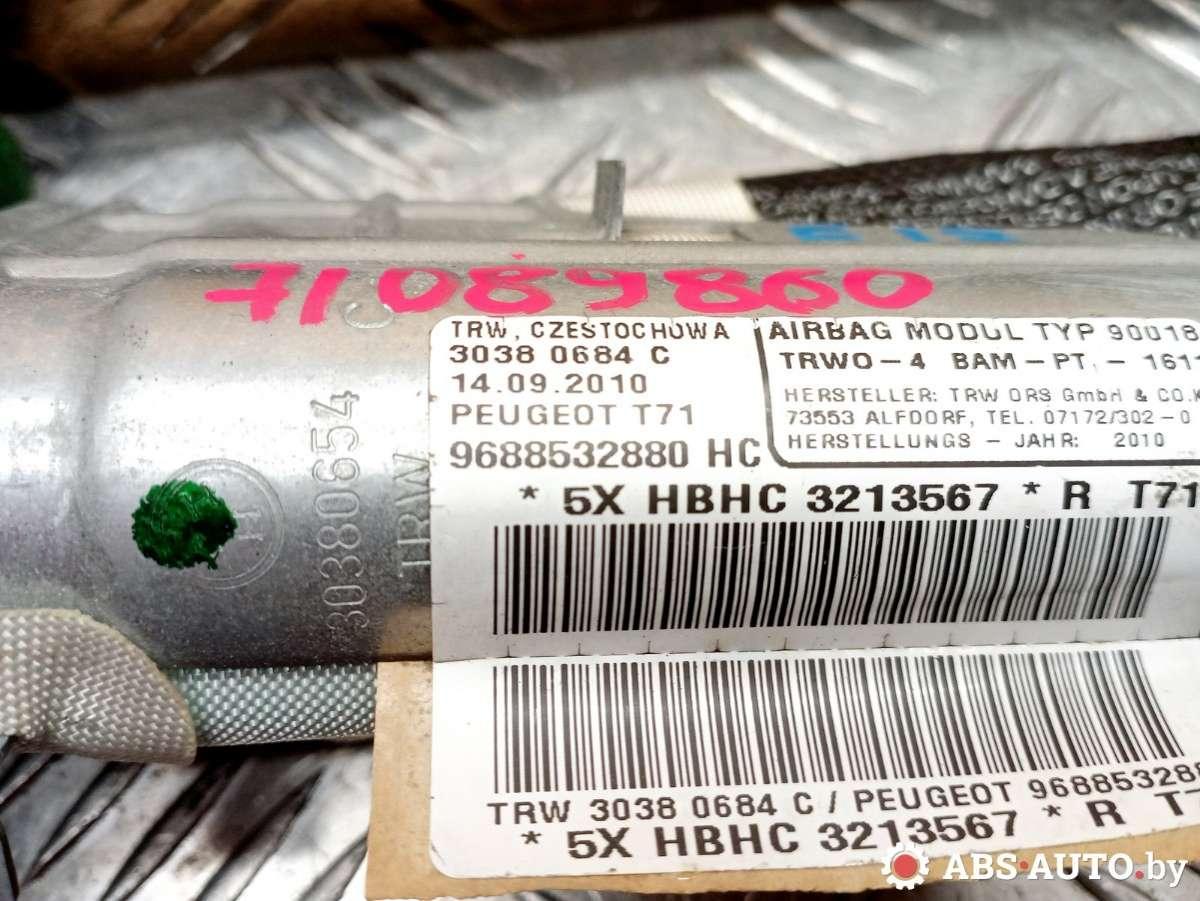 71089860
C
30380654
TRW
TRW, CZESTOCHOWA
3038 0684 C
14.09.2010
PEUGEOT T71
9688532880 HC
AIRBAG MODUL TYP 90018
TRWO-4 BAM-PT. - 1611
HERSTELLER: TRW ORS GmbH & CO.K
73553 ALFDORF, TEL. 07172/302-0
HERSTELLUNGS - JAHR: 2010
* 5X HBHC 3213567 * R T71
TRW 3038 0684 C / PEUGEOT 96885328
* 5X HBHC 3213567 * R T7
ABS-AUTO.by